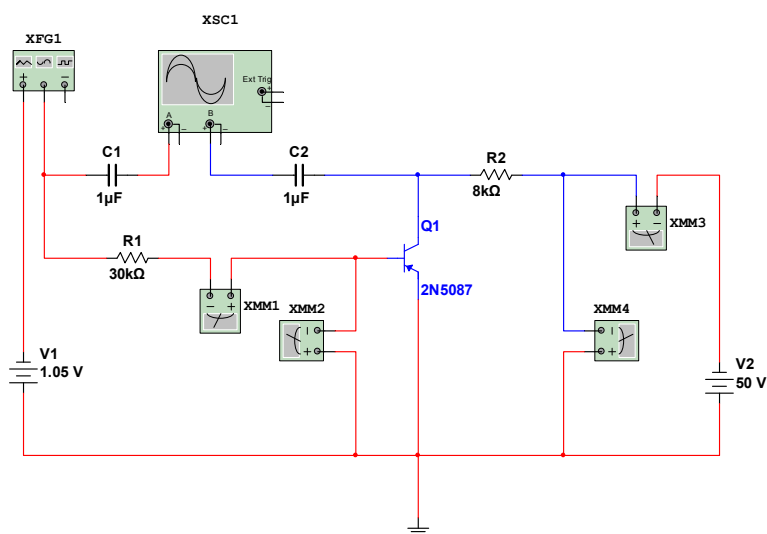 XSC1
XFG1
Ext Trig
A
B
C1
1µF
C2
1µF
R2
8kΩ
Q1
2N5087
XMM3
R1
30kΩ
XMM1
XMM2
XMM4
V1
1.05 V
V2
50 V